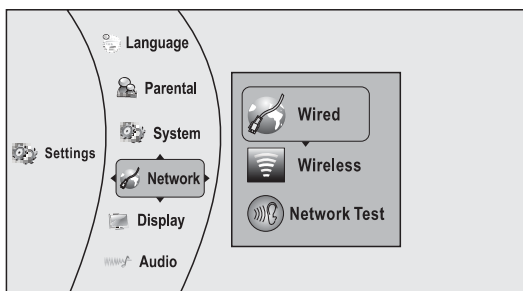 Settings
Language
Parental
System
Network
Display
Audio
Wired
Wireless
Network Test